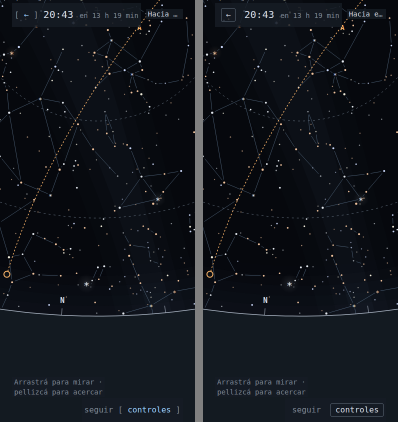 [ ← ] 20:43 en 13 h 19 min Hacia …
N
Arrastrá para mirar ·
pellizcá para acercar
seguir [ controles ]
← 20:43 en 13 h 19 min Hacia e…
N
Arrastrá para mirar ·
pellizcá para acercar
seguir controles